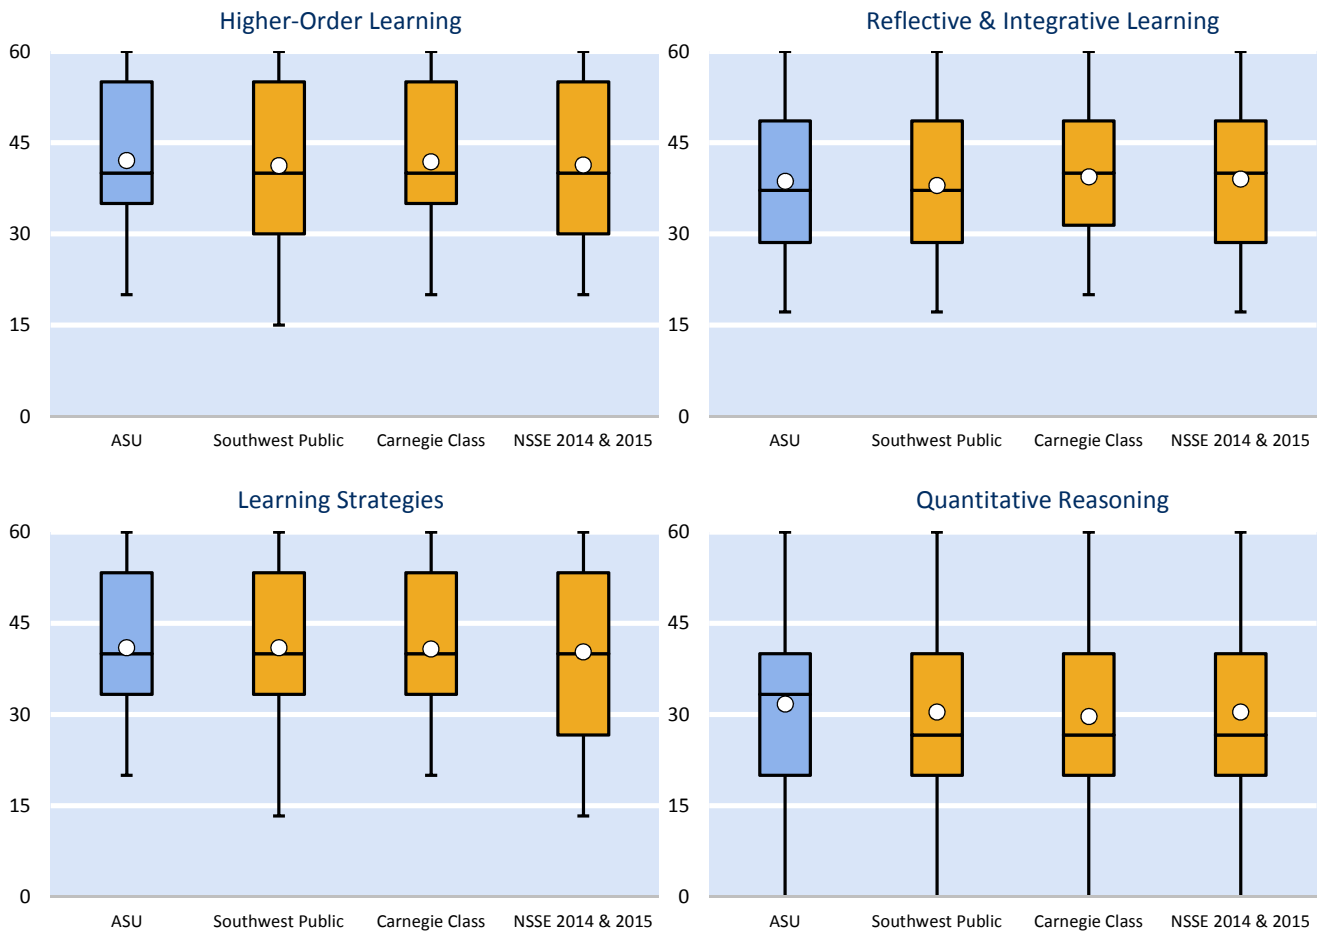 Higher-Order Learning
60
45
30
15
0
ASU Southwest Public Carnegie Class NSSE 2014 & 2015
Reflective & Integrative Learning
60
45
30
15
0
ASU Southwest Public Carnegie Class NSSE 2014 & 2015
Learning Strategies
60
45
30
15
0
ASU Southwest Public Carnegie Class NSSE 2014 & 2015
Quantitative Reasoning
60
45
30
15
0
ASU Southwest Public Carnegie Class NSSE 2014 & 2015